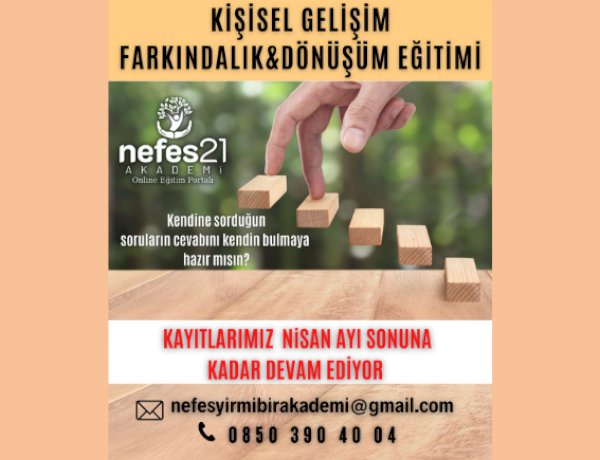 KİŞİSEL GELİŞİM
FARKINDALIK&DÖNÜŞÜM EĞİTİMİ
nefes21
AKADEMİ
Online Eğitim Portalı
Kendine sorduğun
soruların cevabını kendin bulmaya
hazır mısın?
KAYITLARIMIZ NİSAN AYI SONUNA
KADAR DEVAM EDİYOR
nefesyirmibirakademi@gmail.com
0850 390 40 04